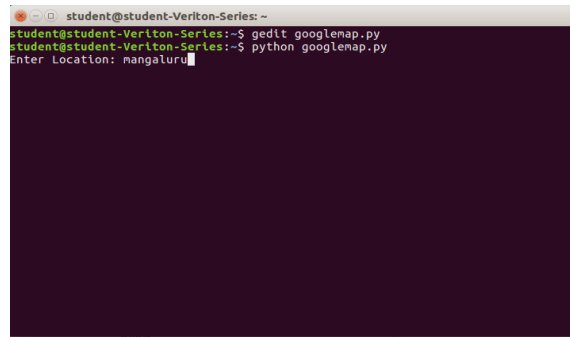 student@student-Veriton-Series: ~
student@student-Veriton-Series:~$ gedit googlemap.py
student@student-Veriton-Series:~$ python googlemap.py
Enter Location: mangaluru